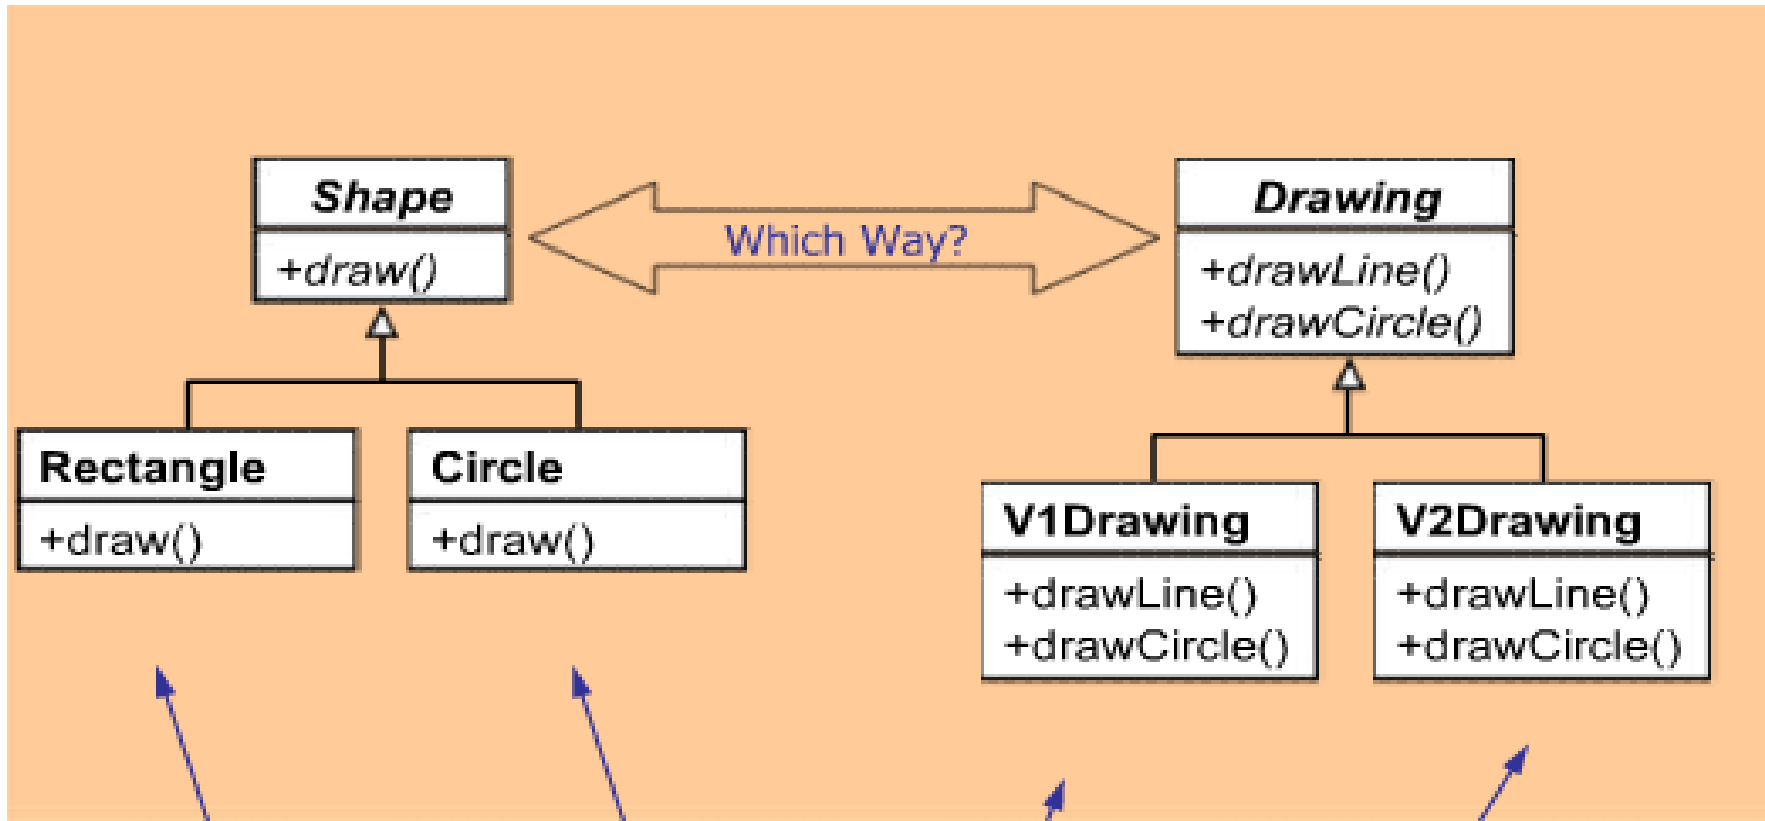 Shape
+draw()
Which Way?
Drawing
+drawLine()
+drawCircle()
Rectangle
+draw()
Circle
+draw()
V1Drawing
+drawLine()
+drawCircle()
V2Drawing
+drawLine()
+drawCircle()